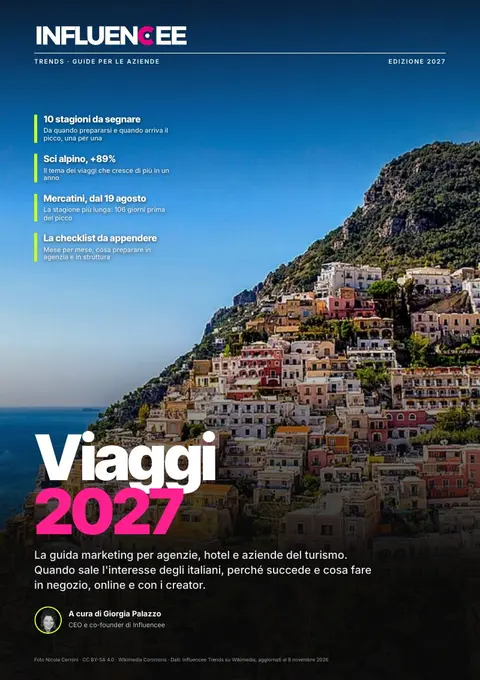 INFLUENCEE
TRENDS · GUIDE PER LE AZIENDE
EDIZIONE 2027
10 stagioni da segnare
Da quando prepararsi e quando arriva il
picco, una per una
Sci alpino, +89%
Il tema dei viaggi che cresce di più in un
anno
Mercatini, dal 19 agosto
La stagione più lunga: 106 giorni prima
del picco
La checklist da appendere
Mese per mese, cosa preparare in
agenzia e in struttura
Viaggi
2027
La guida marketing per agenzie, hotel e aziende del turismo.
Quando sale l'interesse degli italiani, perché succede e cosa fare
in negozio, online e con i creator.
A cura di Giorgia Palazzo
CEO e co-founder di Influencee
Foto Nicola Cerrini · CC BY-SA 4.0 · Wikimedia Commons · Dati: Influencee Trends su Wikimedia, aggiornati al 8 novembre 2026